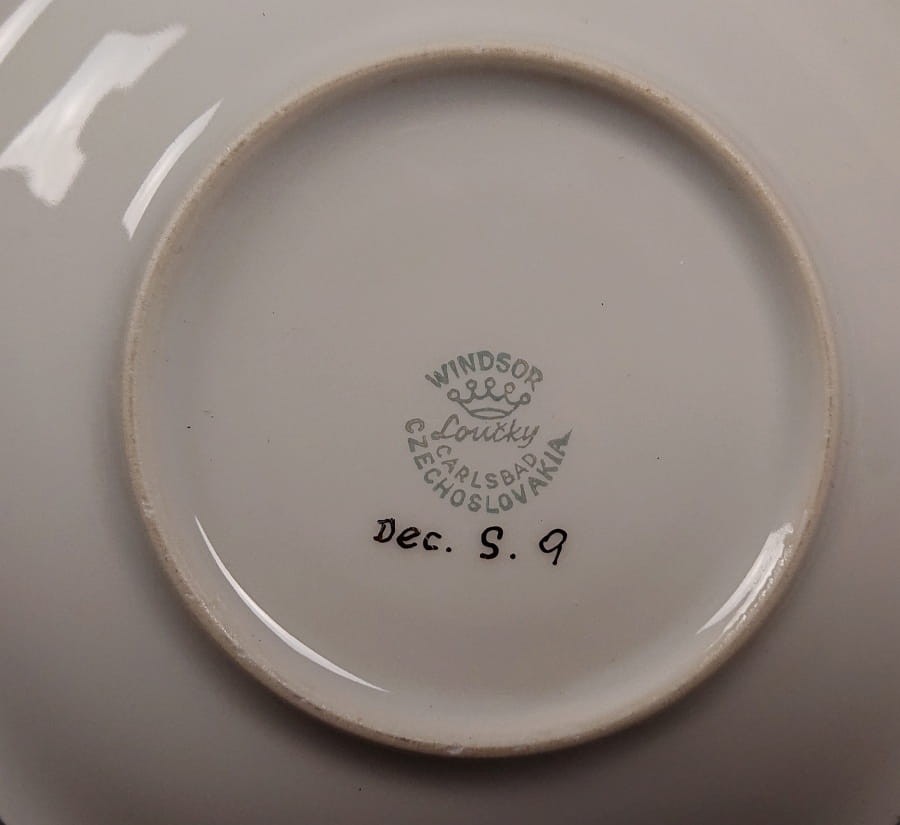 WINDSOR
Loučky
CARLSBAD
CZECHOSLOVAKIA
Dec. S. 9